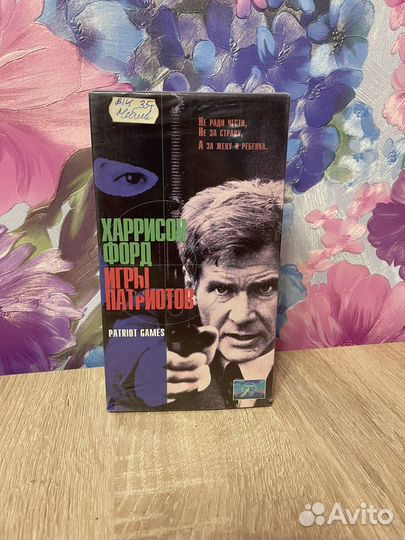 Не ради чести,
Не за страну,
А за жену и ребенка.
ХАРРИСОН
ФОРД
ИГРЫ
ПАТРИОТОВ
PATRIOT GAMES
Avito